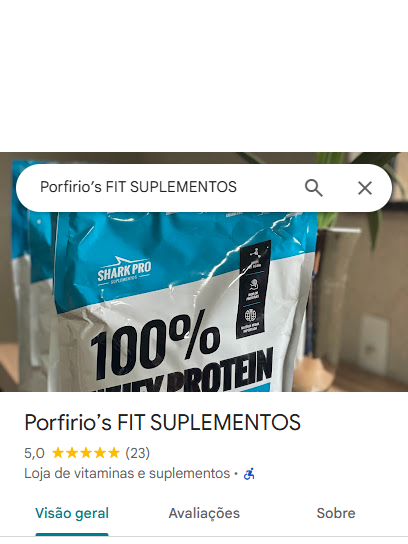 Porfirio's FIT SUPLEMENTOS
SHARK PRO
SUPLEMENTOS
100%
WHEY PROTEIN
Porfirio's FIT SUPLEMENTOS
5,0 ★★★★★ (23)
Loja de vitaminas e suplementos ·
Visão geral Avaliações Sobre